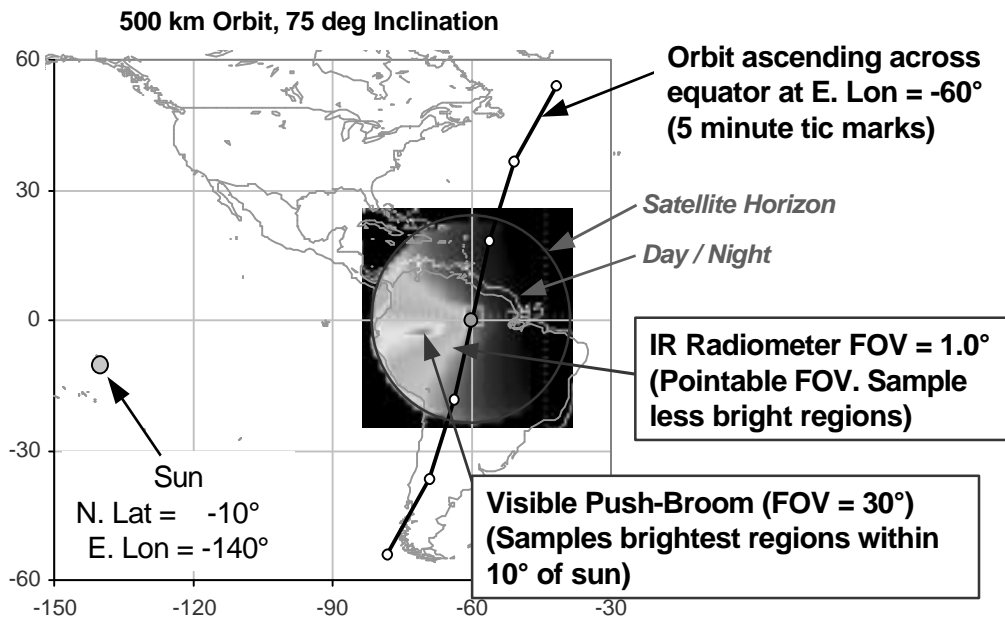 500 km Orbit, 75 deg Inclination
60
30
0
-30
-60
-150
-120
-90
-60
-30
Orbit ascending across
equator at E. Lon = -60°
(5 minute tic marks)
Satellite Horizon
Day / Night
IR Radiometer FOV = 1.0°
(Pointable FOV. Sample
less bright regions)
Sun
N. Lat = -10°
E. Lon = -140°
Visible Push-Broom (FOV = 30°)
(Samples brightest regions within
10° of sun)